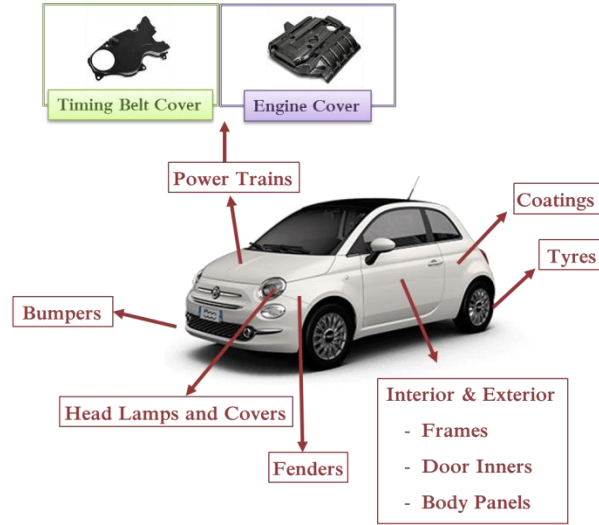 Timing Belt Cover
Engine Cover
Power Trains
Coatings
Tyres
Bumpers
Head Lamps and Covers
Fenders
Interior & Exterior
- Frames
- Door Inners
- Body Panels